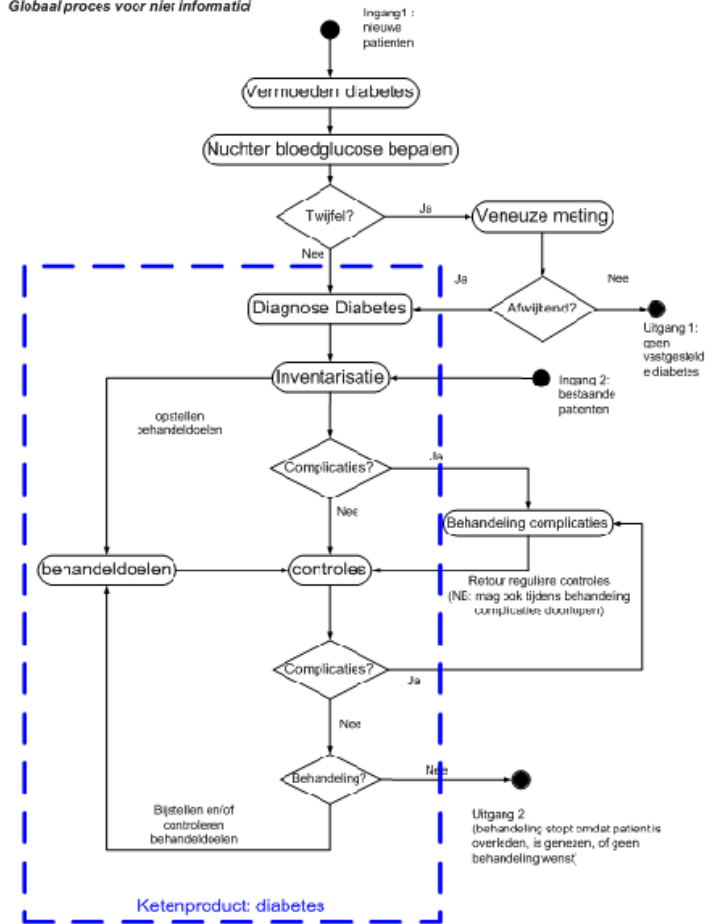 Globaal proces voor niet informatici
Ingang1 :
nieuwe
patienten
Vermoeden diabetes
Nuchter bloedglucose bepalen
Twijfel?
Ja
Veneuze meting
Nee
Ja
Nee
Diagnose Diabetes
Afwijkend?
Uitgang 1:
geen
vastgesteld
e diabetes
Inventarisatie
Ingang 2:
bestaande
patienten
opstellen
behandeldoelen
Complicaties?
Ja
Nee
Behandeling complicaties
behandeldoelen
controles
Retour reguliere controles
(NB: mag ook tijdens behandeling
complicaties doorlopen)
Complicaties?
Ja
Nee
Behandeling?
Nee
Bijstellen en/of
controleren
behandeldoelen
Uitgang 2
(behandeling stopt omdat patient is
overleden, is genezen, of geen
behandeling wenst)
Ketenproduct: diabetes